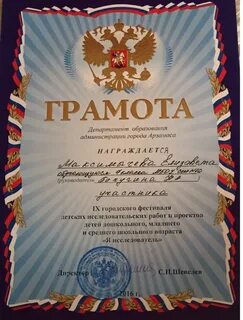 ГРАМОТА
Департамент образования
администрации города Арзамаса
НАГРАЖДАЕТСЯ
Елизавета
руководитель
участника
IX городского фестиваля
детских исследовательских работ и проектов
детей дошкольного, младшего
и среднего школьного возраста
«Я исследователь»
Директор С.Н.Шевелев
2016 г.